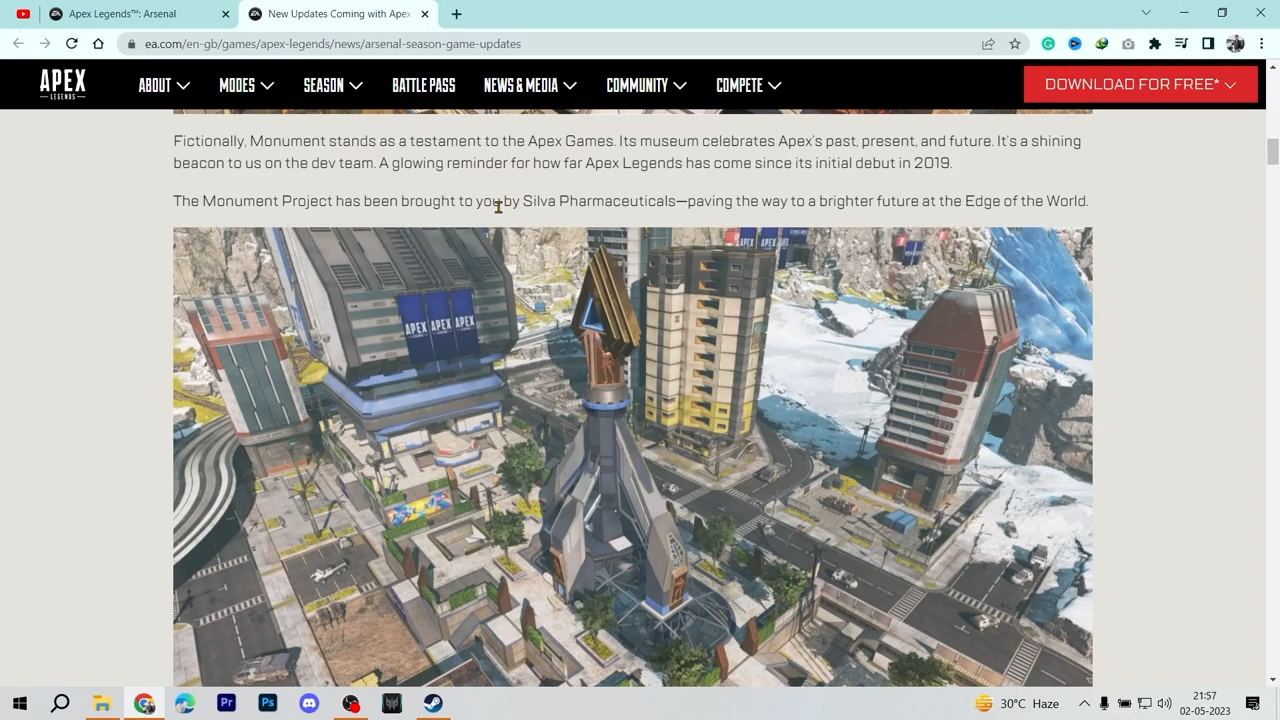 Apex Legends™: Arsenal
New Updates Coming with Apex
ea.com/en-gb/games/apex-legends/news/arsenal-season-game-updates
APEX
LEGENDS
ABOUT
MODES
SEASON
BATTLE PASS
NEWS & MEDIA
COMMUNITY
COMPETE
DOWNLOAD FOR FREE*
Fictionally, Monument stands as a testament to the Apex Games. Its museum celebrates Apex's past, present, and future. It's a shining
beacon to us on the dev team. A glowing reminder for how far Apex Legends has come since its initial debut in 2019.
The Monument Project has been brought to you by Silva Pharmaceuticals—paving the way to a brighter future at the Edge of the World.
APEX APEX
APEX APEX APEX
Pr
Ps
30°C Haze
21:57
02-05-2023